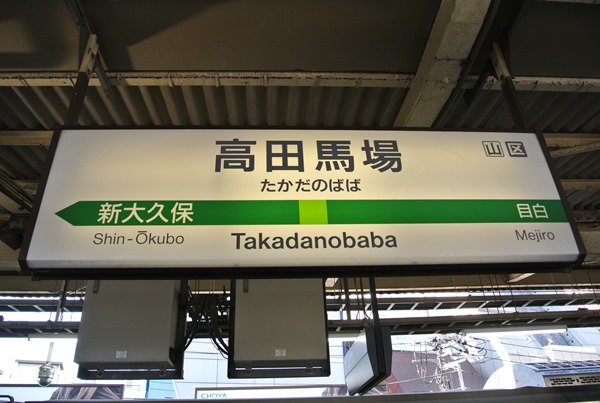 高田馬場
山 区
たかだのばば
新大久保
目白
Shin-Ōkubo
Takadanobaba
Mejiro
CHOYA